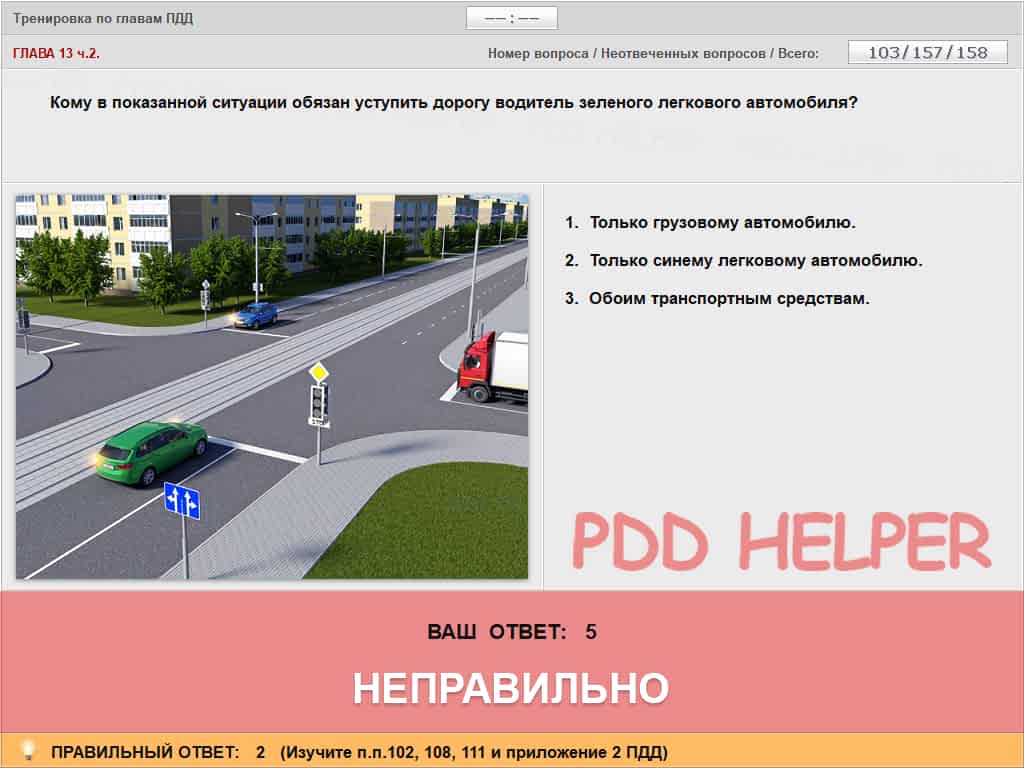 Тренировка по главам ПДД
–– : ––
ГЛАВА 13 ч.2.
Номер вопроса / Неотвеченных вопросов / Всего:
103/157/158
Кому в показанной ситуации обязан уступить дорогу водитель зеленого легкового автомобиля?
1. Только грузовому автомобилю.
2. Только синему легковому автомобилю.
3. Обоим транспортным средствам.
STOP
PDD HELPER
ВАШ ОТВЕТ: 5
НЕПРАВИЛЬНО
ПРАВИЛЬНЫЙ ОТВЕТ: 2 (Изучите п.п.102, 108, 111 и приложение 2 ПДД)